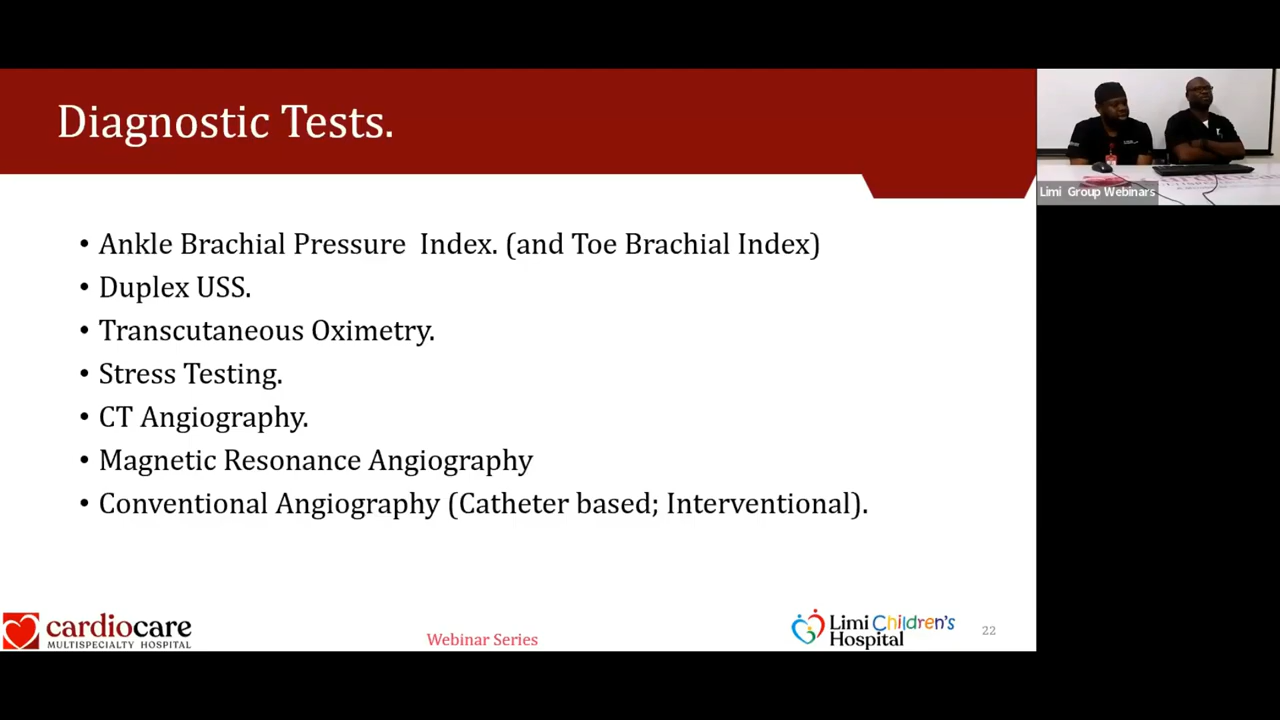 Diagnostic Tests.
• Ankle Brachial Pressure Index. (and Toe Brachial Index)
• Duplex USS.
• Transcutaneous Oximetry.
• Stress Testing.
• CT Angiography.
• Magnetic Resonance Angiography
• Conventional Angiography (Catheter based; Interventional).
Limi Group Webinars
cardiocare
MULTISPECIALTY HOSPITAL
Webinar Series
Limi Children's
Hospital
22